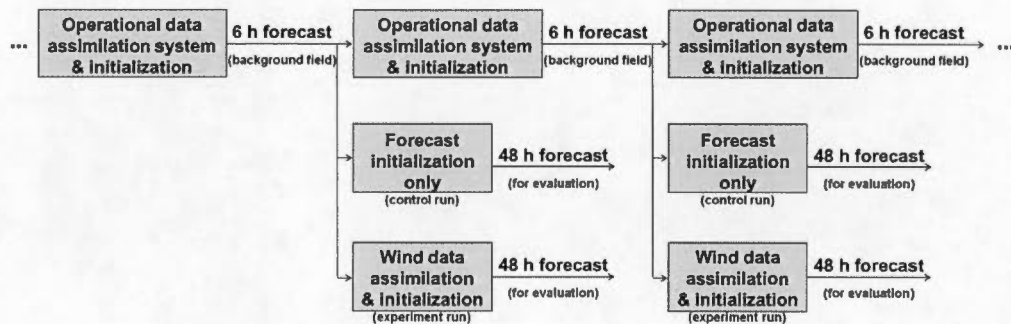 ...
Operational data
assimilation system
& initialization
6 h forecast
(background field)
Operational data
assimilation system
& initialization
6 h forecast
(background field)
Operational data
assimilation system
& initialization
6 h forecast
(background field)
...
Forecast
initialization
only
(control run)
48 h forecast
(for evaluation)
Forecast
initialization
only
(control run)
48 h forecast
(for evaluation)
Wind data
assimilation
& initialization
(experiment run)
48 h forecast
(for evaluation)
Wind data
assimilation
& initialization
(experiment run)
48 h forecast
(for evaluation)